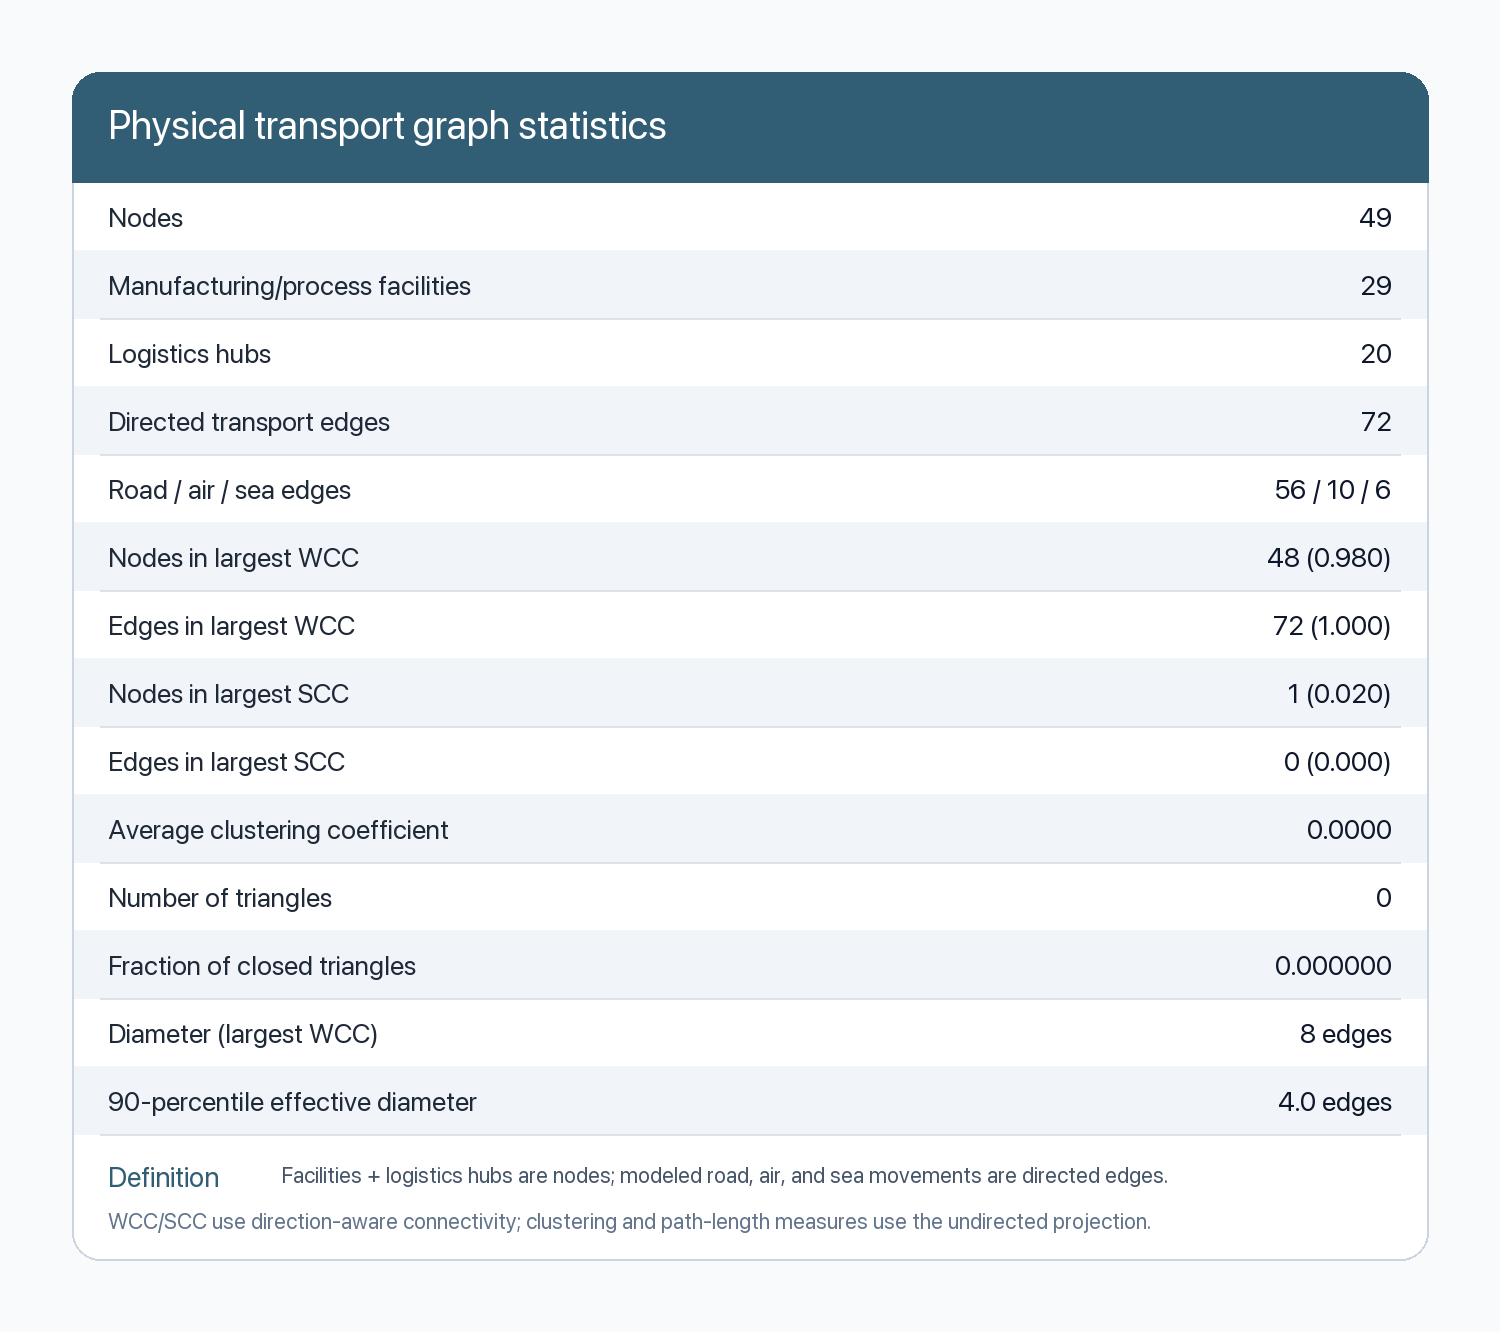 Physical transport graph statistics
Nodes 49
Manufacturing/process facilities 29
Logistics hubs 20
Directed transport edges 72
Road / air / sea edges 56 / 10 / 6
Nodes in largest WCC 48 (0.980)
Edges in largest WCC 72 (1.000)
Nodes in largest SCC 1 (0.020)
Edges in largest SCC 0 (0.000)
Average clustering coefficient 0.0000
Number of triangles 0
Fraction of closed triangles 0.000000
Diameter (largest WCC) 8 edges
90-percentile effective diameter 4.0 edges
Definition Facilities + logistics hubs are nodes; modeled road, air, and sea movements are directed edges.
WCC/SCC use direction-aware connectivity; clustering and path-length measures use the undirected projection.